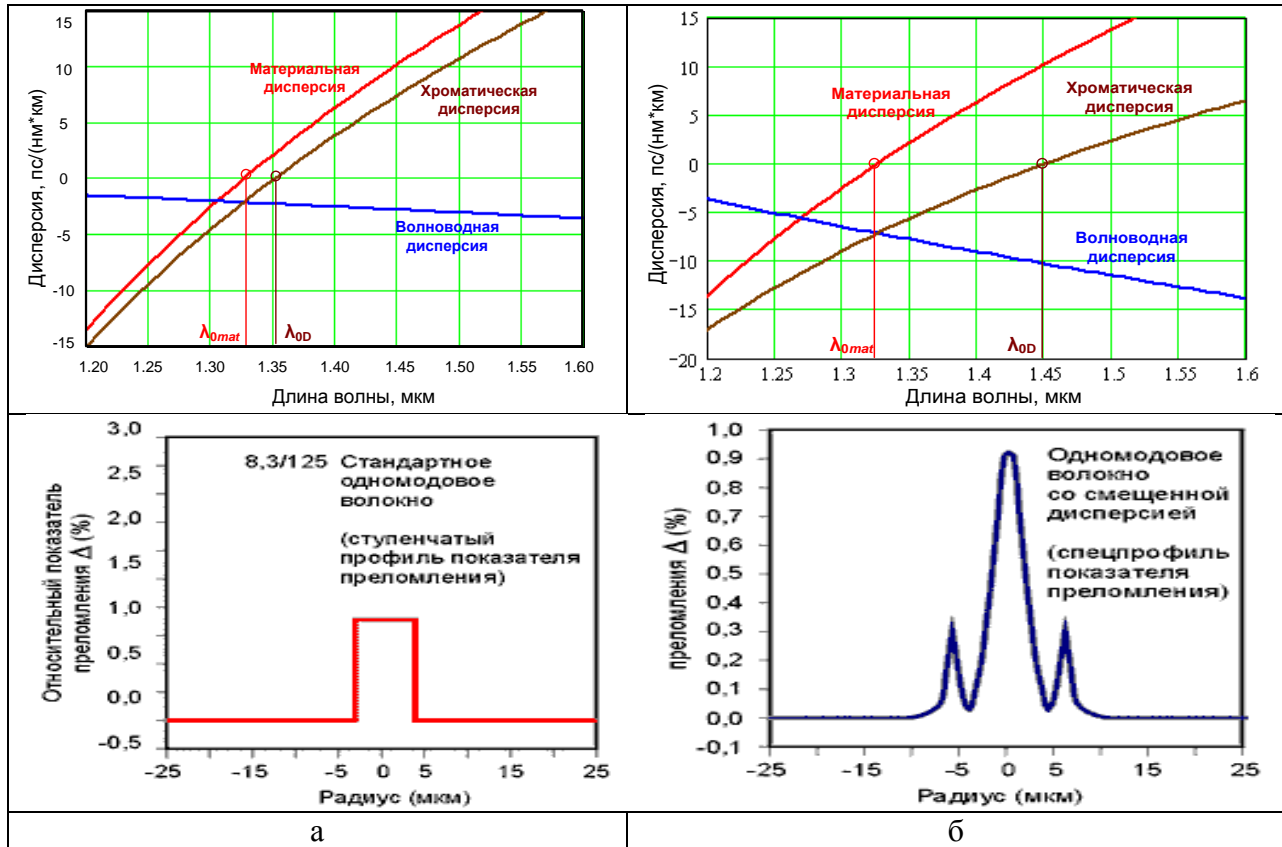 15
10
5
0
-5
-10
-15
Дисперсия, пс/(нм*км)
Материальная
дисперсия
Хроматическая
дисперсия
Волноводная
дисперсия
λ0mat
λ0D
1.20
1.25
1.30
1.35
1.40
1.45
1.50
1.55
1.60
Длина волны, мкм
15
10
5
0
−5
−10
−15
−20
Дисперсия, пс/(нм*км)
Материальная
дисперсия
Хроматическая
дисперсия
Волноводная
дисперсия
λ0mat
λ0D
1.2
1.25
1.3
1.35
1.4
1.45
1.5
1.55
1.6
Длина волны, мкм
3,0
2,5
2,0
1,5
1,0
0,5
0,0
-0,5
Относительный показатель
преломления Δ (%)
8,3/125 Стандартное
одномодовое
волокно
(ступенчатый
профиль показателя
преломления)
-25
-15
-5
0
5
15
25
Радиус (мкм)
1,0
0,9
0,8
0,7
0,6
0,5
0,4
0,3
0,2
0,1
0,0
-0,1
преломления Δ (%)
Одномодовое
волокно
со смещенной
дисперсией
(спецпрофиль
показателя
преломления)
-25
-15
-5
0
5
15
25
Радиус (мкм)
а
б